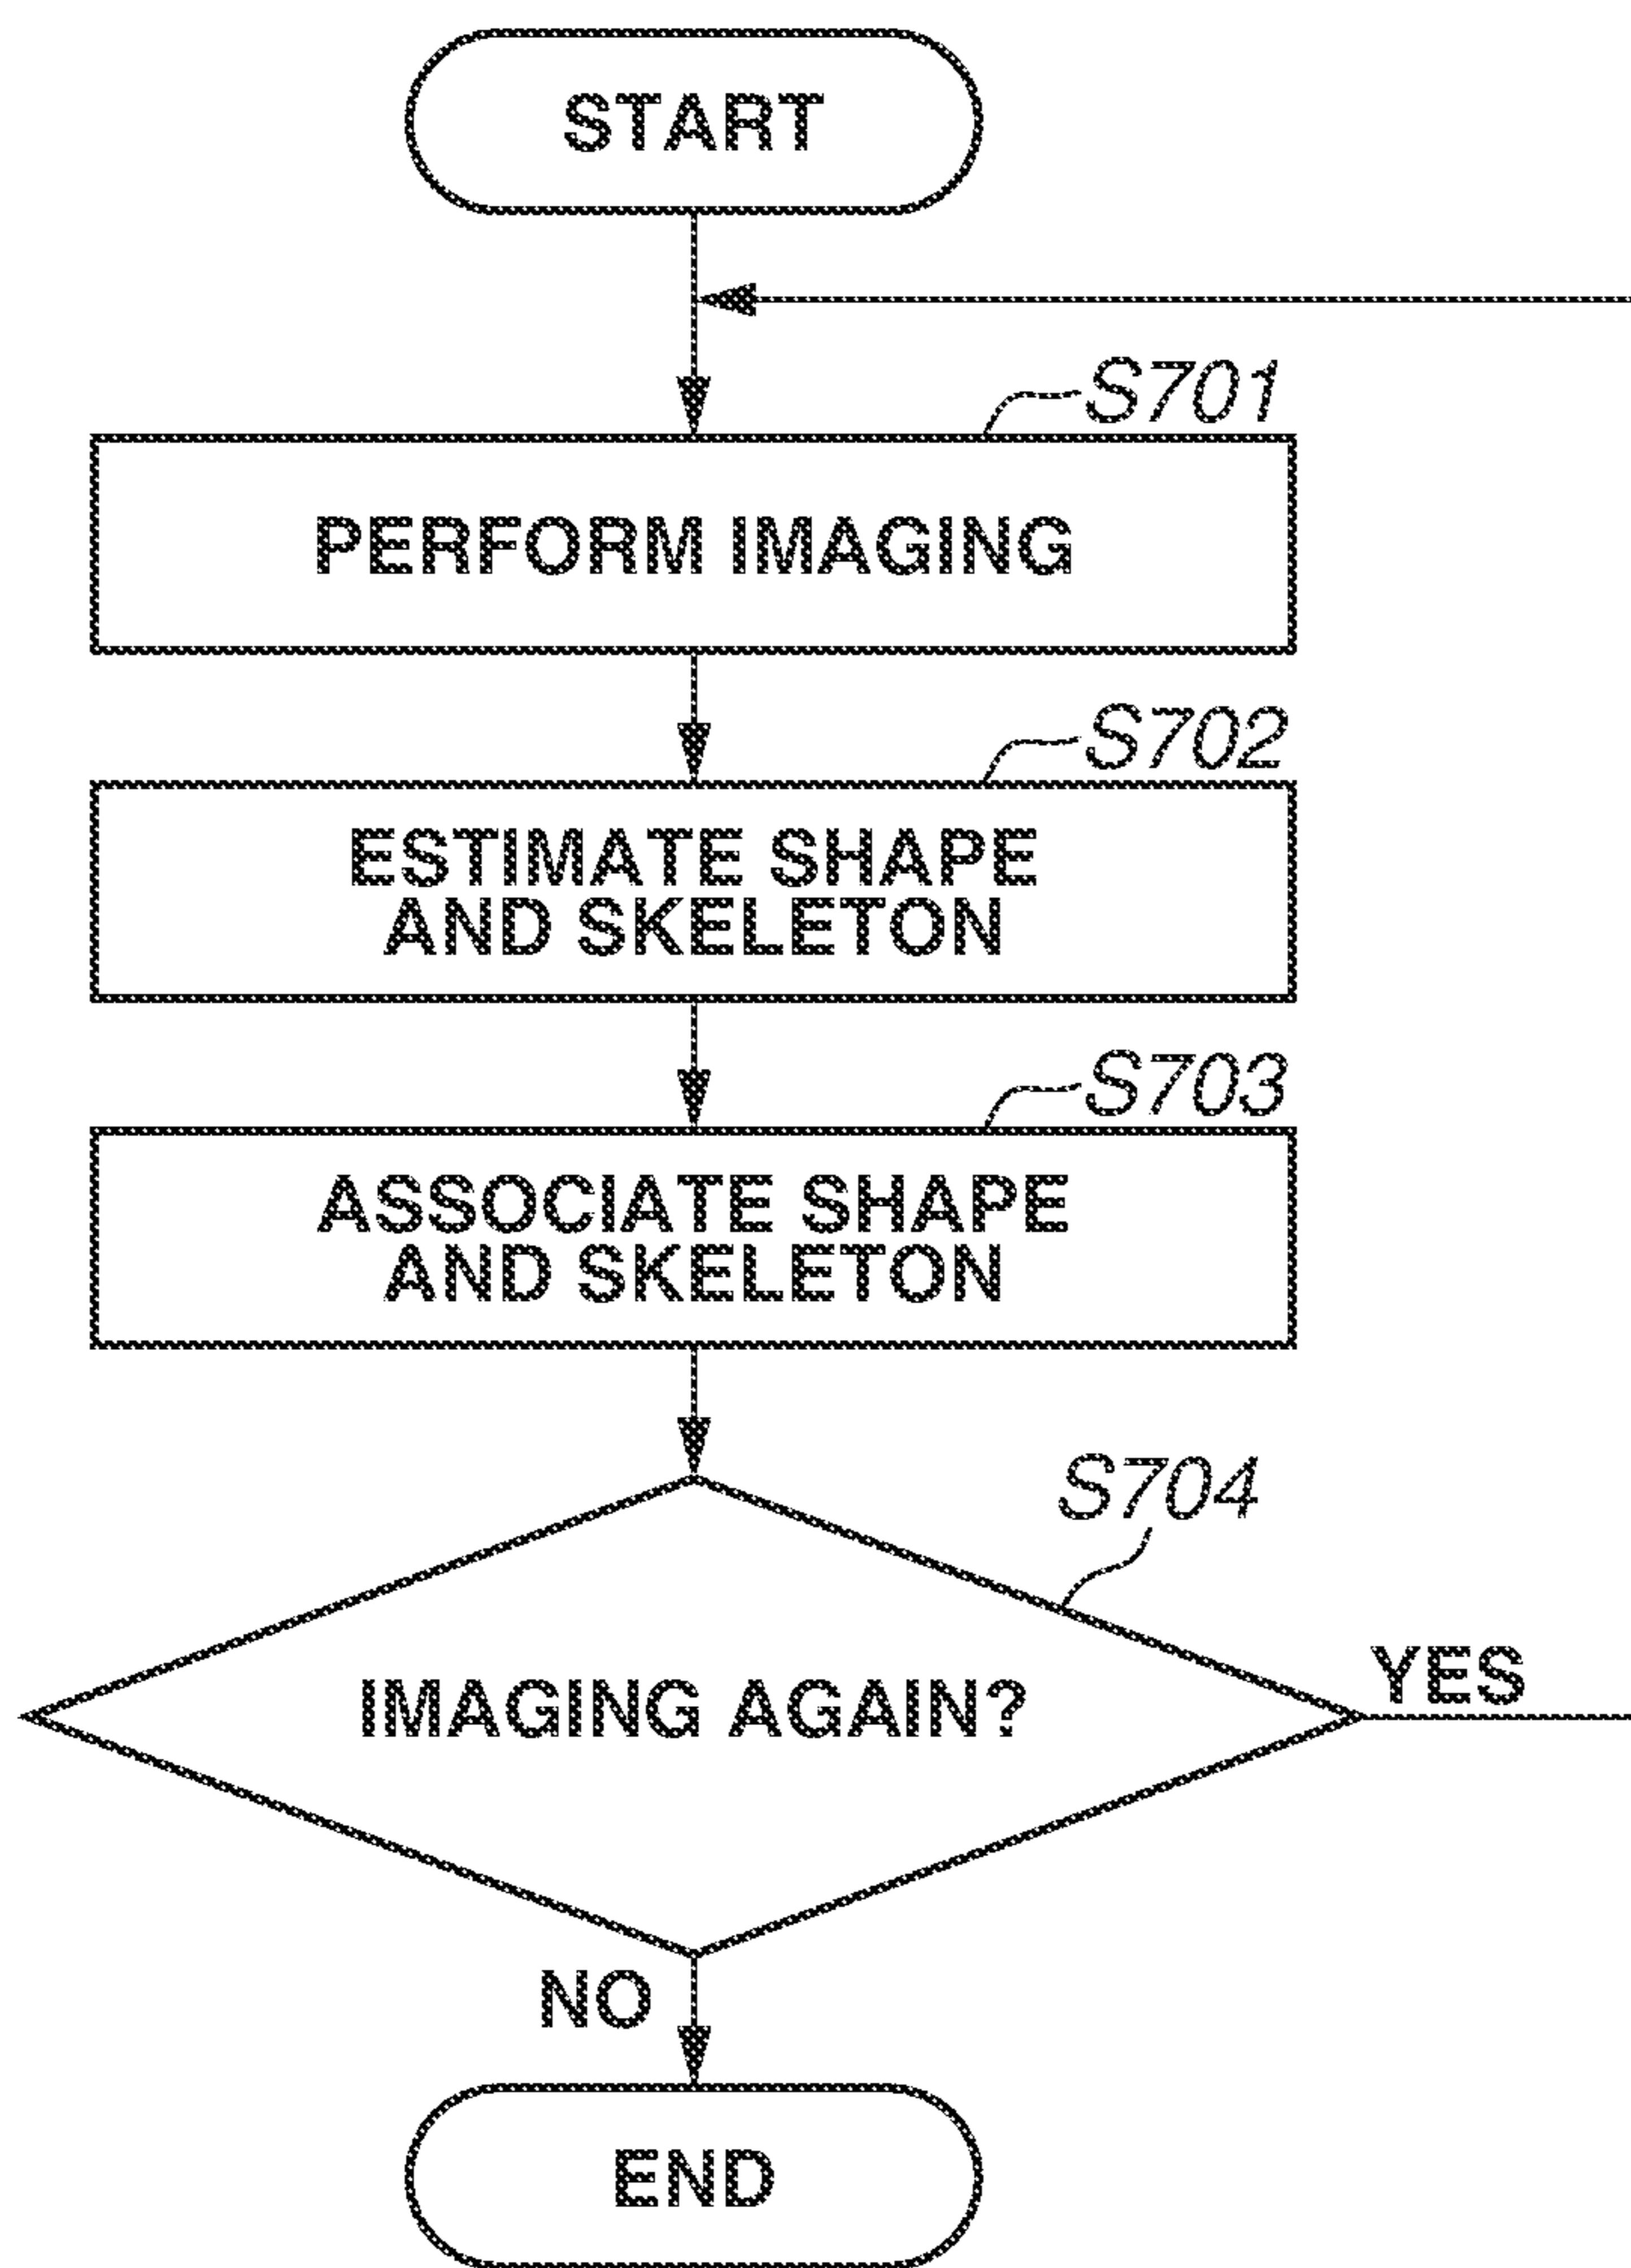 START
S701
PERFORM IMAGING
S702
ESTIMATE SHAPE
AND SKELETON
S703
ASSOCIATE SHAPE
AND SKELETON
S704
IMAGING AGAIN?
YES
NO
END